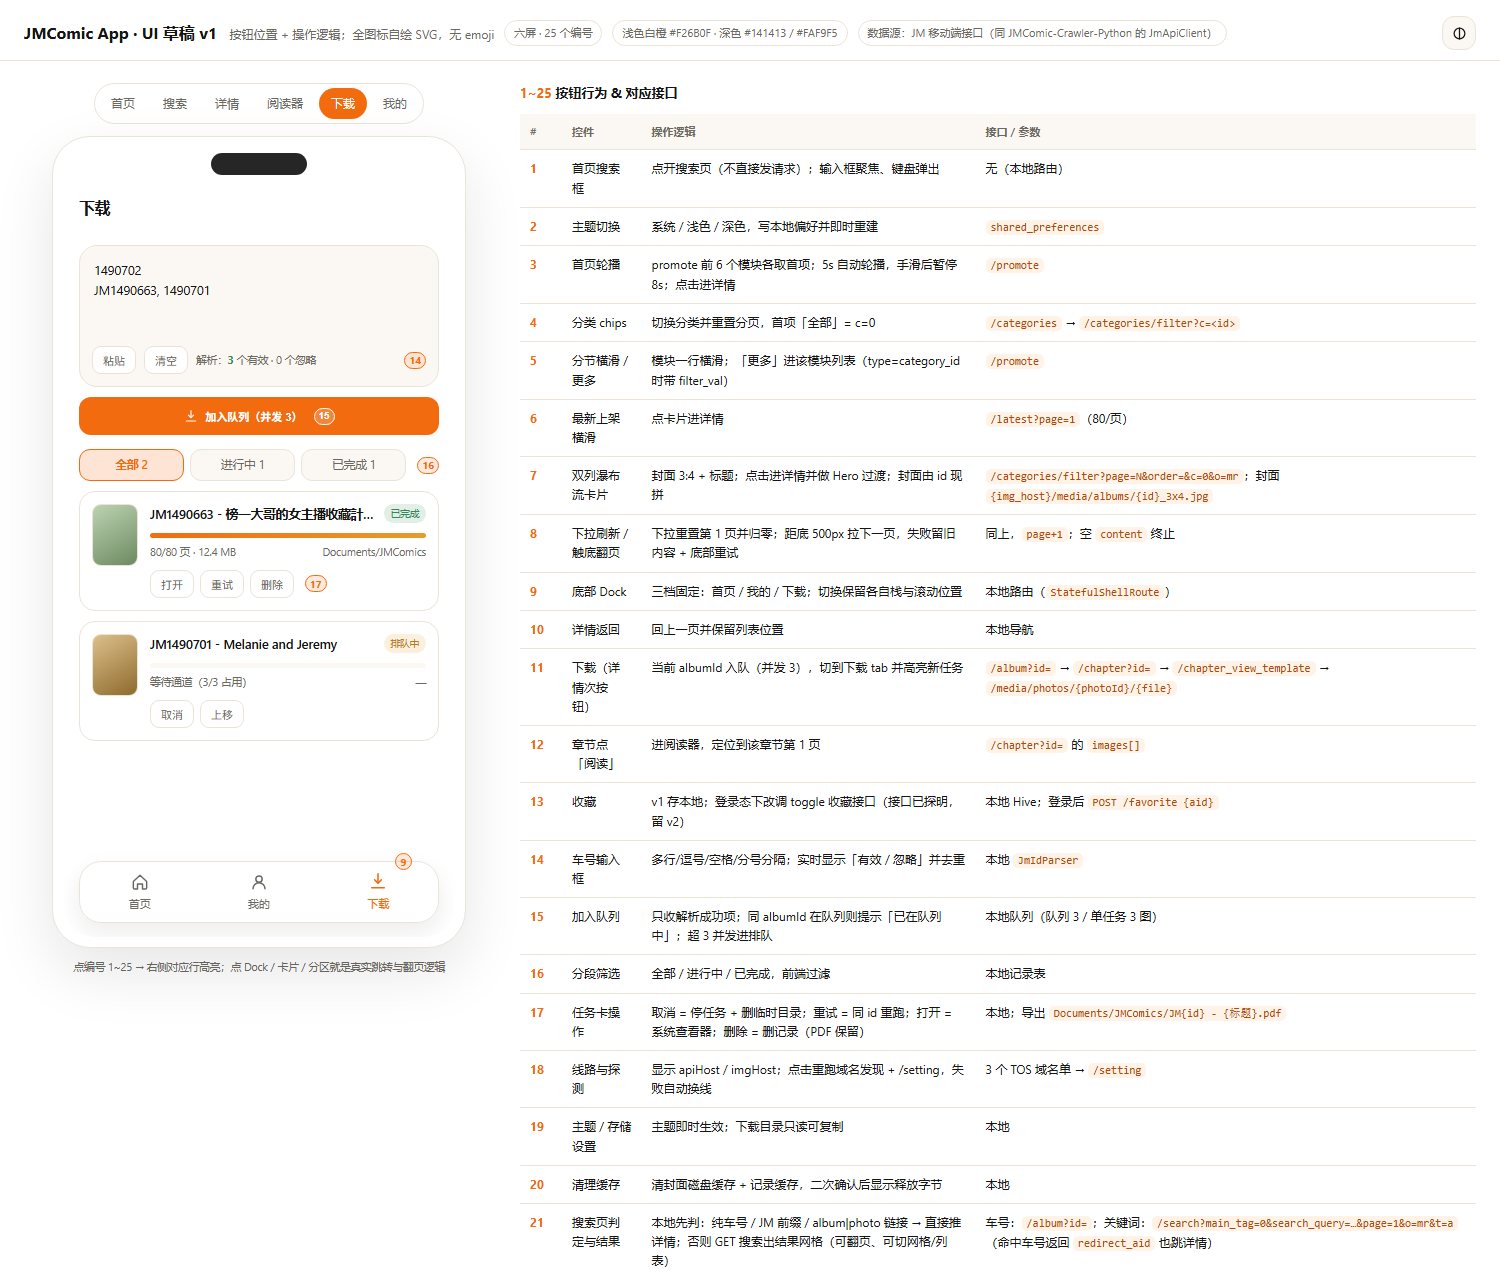 JMComic App · UI 草稿 v1
按钮位置 + 操作逻辑；全图标自绘 SVG，无 emoji
六屏 · 25 个编号
浅色白橙 #F26B0F · 深色 #141413 / #FAF9F5
数据源：JM 移动端接口（同 JMComic-Crawler-Python 的 JmApiClient）
首页
搜索
详情
阅读器
下载
我的
下载
1490702
JM1490663, 1490701
粘贴
清空
解析：3 个有效 · 0 个忽略
14
加入队列（并发 3）
15
全部 2
进行中 1
已完成 1
16
JM1490663 - 榜一大哥的女主播收藏計...
已完成
80/80 页 · 12.4 MB
Documents/JMComics
打开
重试
删除
17
JM1490701 - Melanie and Jeremy
排队中
等待通道（3/3 占用）
—
取消
上移
9
首页
我的
下载
点编号 1~25 → 右侧对应行高亮；点 Dock / 卡片 / 分区就是真实跳转与翻页逻辑
1~25 按钮行为 & 对应接口
# 控件 操作逻辑 接口 / 参数
1 首页搜索 点开搜索页（不直接发请求）；输入框聚焦、键盘弹出 无（本地路由）
框
2 主题切换 系统 / 浅色 / 深色，写本地偏好并即时重建 shared_preferences
3 首页轮播 promote 前 6 个模块各取首项；5s 自动轮播，手滑后暂停 /promote
8s；点击进详情
4 分类 chips 切换分类并重置分页，首项「全部」= c=0 /categories → /categories/filter?c=<id>
5 分节横滑 / 模块一行横滑；「更多」进该模块列表（type=category_id /promote
更多 时带 filter_val）
6 最新上架 点卡片进详情 /latest?page=1 （80/页）
横滑
7 双列瀑布 封面 3:4 + 标题；点击进详情并做 Hero 过渡；封面由 id 现 /categories/filter?page=N&order=&c=0&o=mr ；封面
流卡片 拼 {img_host}/media/albums/{id}_3x4.jpg
8 下拉刷新 / 下拉重置第 1 页并归零；距底 500px 拉下一页，失败留旧 同上，page+1 ；空 content 终止
触底翻页 内容 + 底部重试
9 底部 Dock 三档固定：首页 / 我的 / 下载；切换保留各自栈与滚动位置 本地路由（ StatefulShellRoute ）
10 详情返回 回上一页并保留列表位置 本地导航
11 下载（详 当前 albumId 入队（并发 3），切到下载 tab 并高亮新任务 /album?id= → /chapter?id= → /chapter_view_template →
情次按 /media/photos/{photoId}/{file}
钮）
12 章节点 进阅读器，定位到该章节第 1 页 /chapter?id= 的 images[]
「阅读」
13 收藏 v1 存本地；登录态下改调 toggle 收藏接口（接口已探明， 本地 Hive；登录后 POST /favorite {aid}
留 v2）
14 车号输入 多行/逗号/空格/分号分隔；实时显示「有效 / 忽略」并去重 本地 JmIdParser
框
15 加入队列 只收解析成功项；同 albumId 在队列则提示「已在队列 本地队列（队列 3 / 单任务 3 图）
中」；超 3 并发进排队
16 分段筛选 全部 / 进行中 / 已完成，前端过滤 本地记录表
17 任务卡操 取消 = 停任务 + 删临时目录；重试 = 同 id 重跑；打开 = 本地；导出 Documents/JMComics/JM{id} - {标题}.pdf
作 系统查看器；删除 = 删记录（PDF 保留）
18 线路与探 显示 apiHost / imgHost；点击重跑域名发现 + /setting，失 3 个 TOS 域名单 → /setting
测 败自动换线
19 主题 / 存储 主题即时生效；下载目录只读可复制 本地
设置
20 清理缓存 清封面磁盘缓存 + 记录缓存，二次确认后显示释放字节 本地
21 搜索页判 本地先判：纯车号 / JM 前缀 / album|photo 链接 → 直接推 车号：/album?id= ；关键词：/search?main_tag=0&search_query=…&page=1&o=mr&t=a
定与结果 详情；否则 GET 搜索出结果网格（可翻页、可切网格/列 （命中车号返回 redirect_aid 也跳详情）
表）